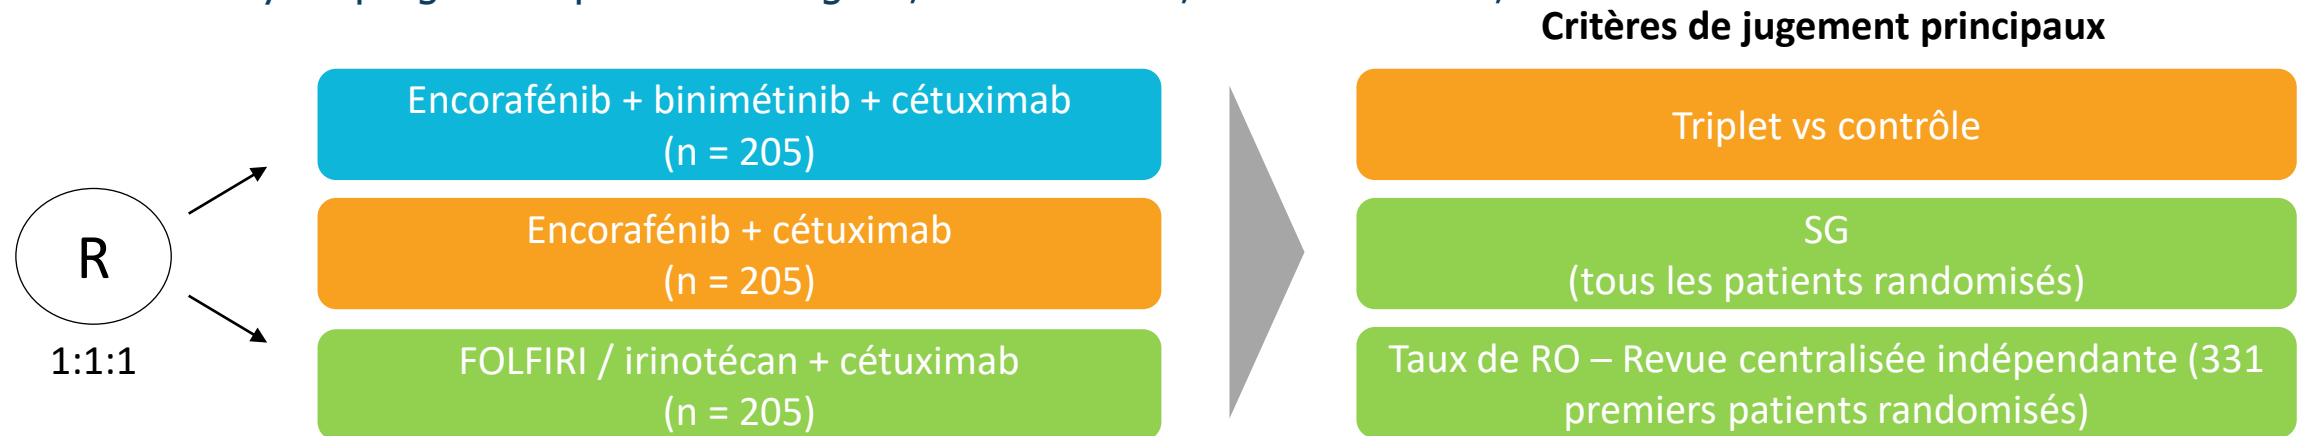 Critères de jugement principaux
R
1:1:1
Encorafénib + binimétinib + cétuximab
(n = 205)
Encorafénib + cétuximab
(n = 205)
FOLFIRI / irinotécan + cétuximab
(n = 205)
Triplet vs contrôle
SG
(tous les patients randomisés)
Taux de RO – Revue centralisée indépendante (331
premiers patients randomisés)